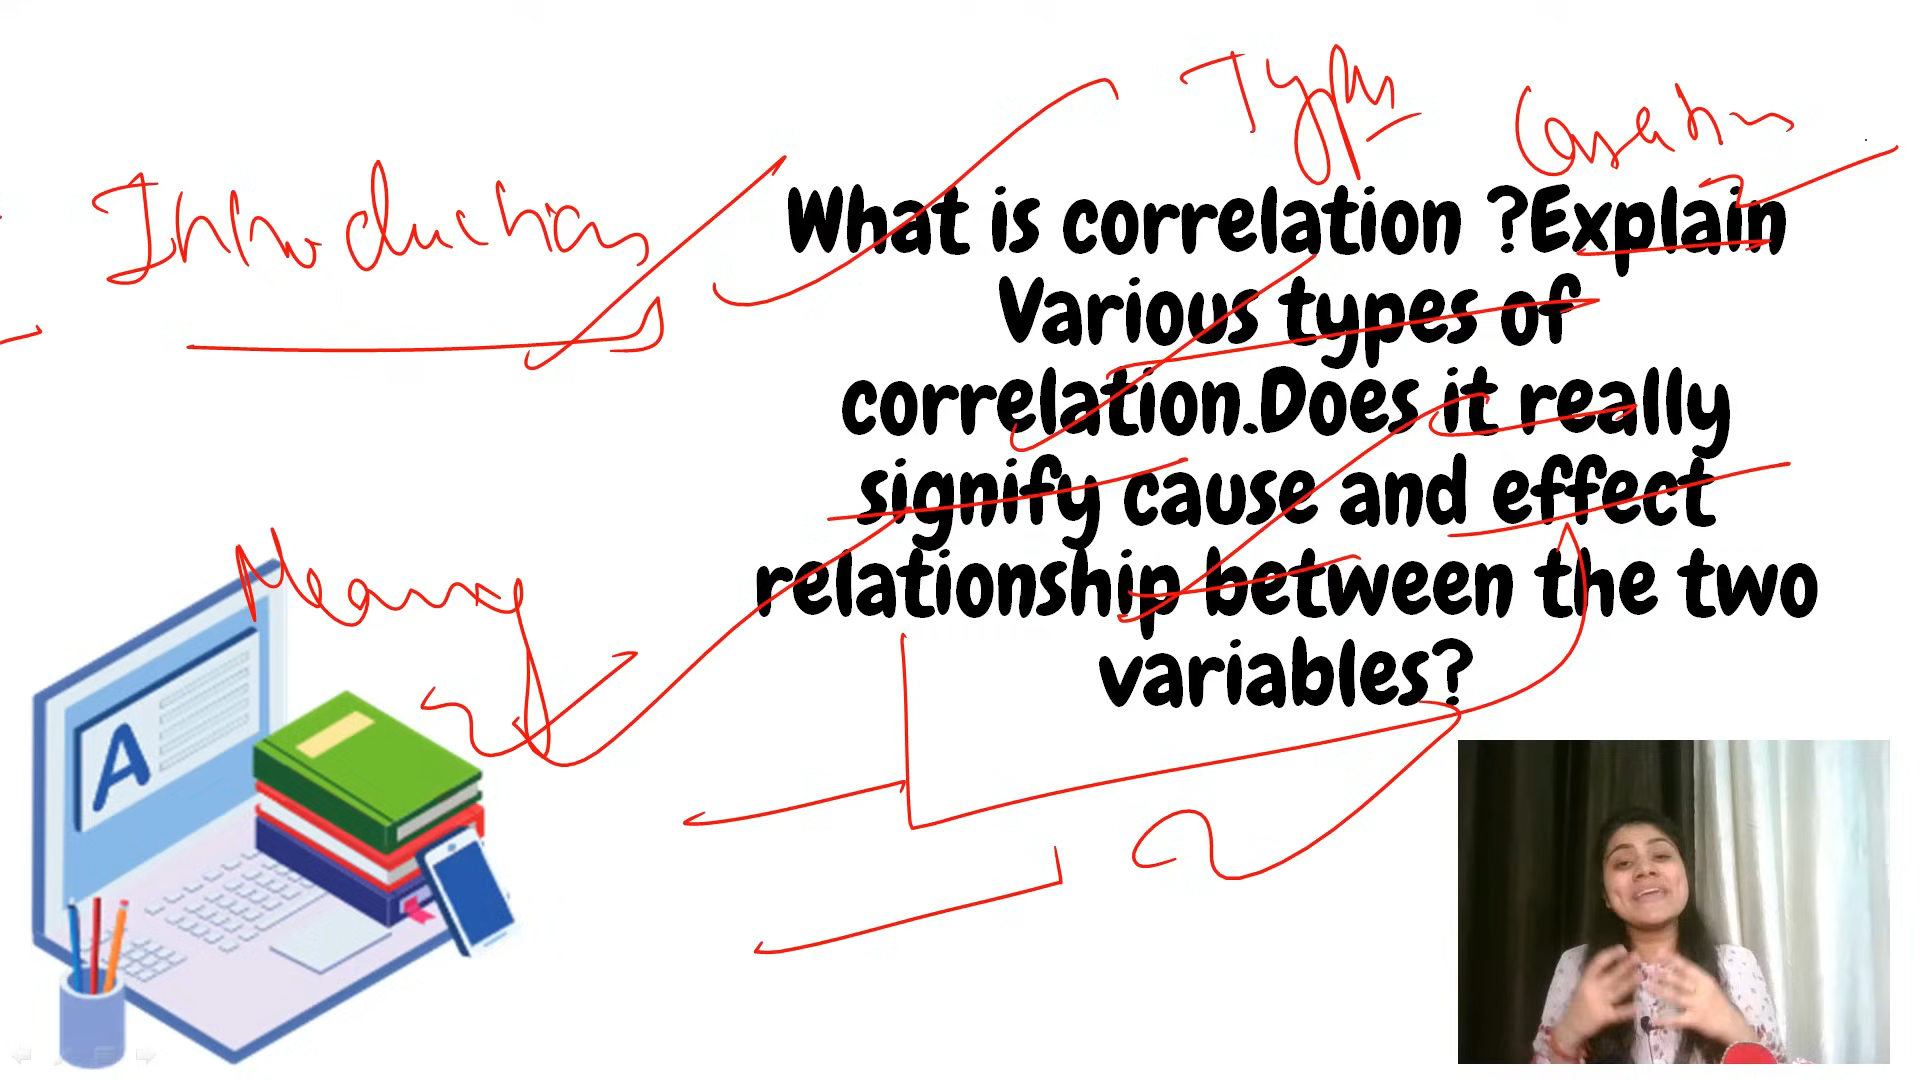 Types
Causation
Introduction
What is correlation ?Explain
Various types of
correlation.Does it really
signify cause and effect
relationship between the two
variables?
Meaning
A